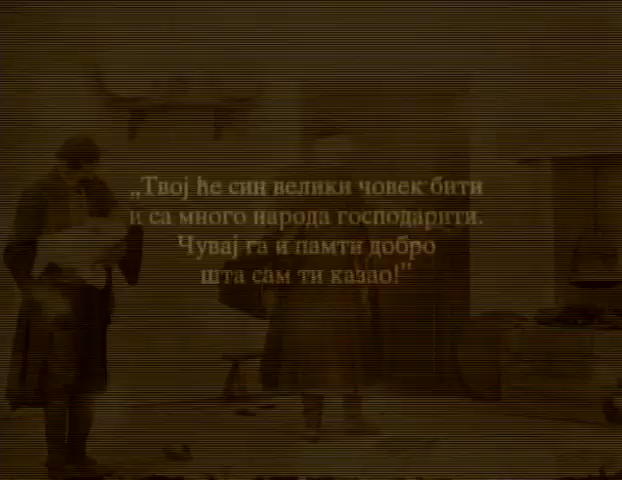 „Твој ће син велики човек бити
и са много народа господарити.
Чувај га и памти добро
шта сам ти казао!"